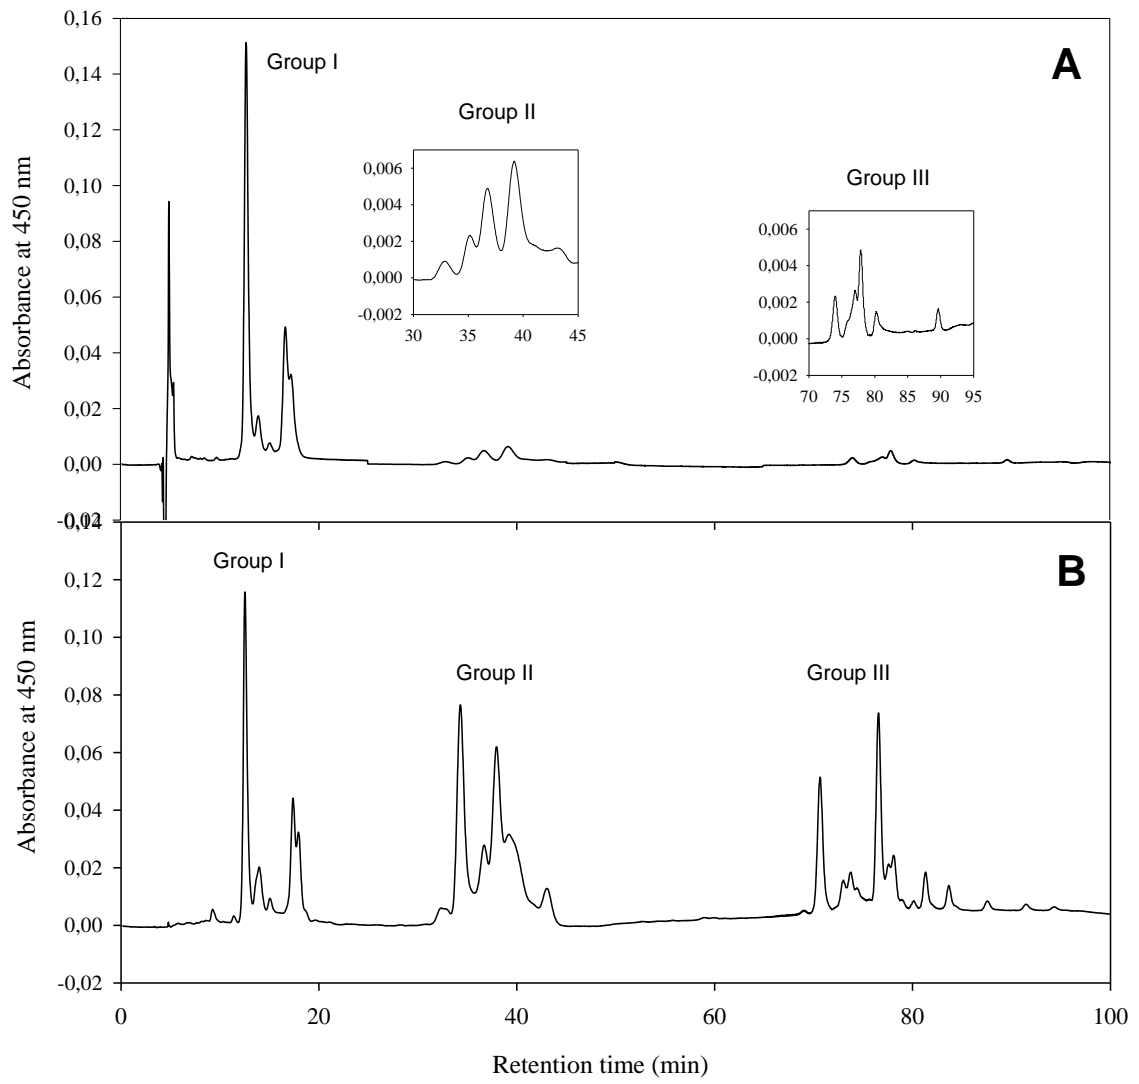 0,16
Group I
A
0,14
Group II
0,12
0,10
Group III
0,006
0,004
0,002
0,000
-0,002
30 35 40 45
0,006
0,004
0,002
0,000
-0,002
70 75 80 85 90 95
0,08
0,06
0,04
0,02
0,00
-0,02
Absorbance at 450 nm
0,14
Group I
B
0,12
0,10
Group II
Group III
0,08
0,06
0,04
0,02
0,00
-0,02
Absorbance at 450 nm
0 20 40 60 80 100
Retention time (min)